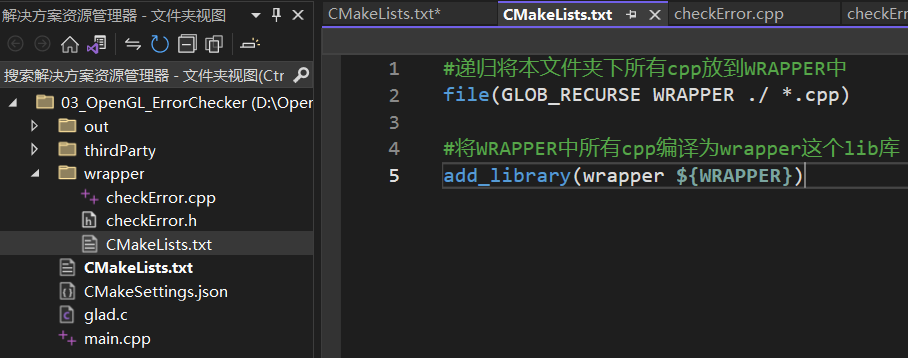 解决方案资源管理器 - 文件夹视图
搜索解决方案资源管理器 - 文件夹视图(Ctr
03_OpenGL_ErrorChecker (D:\Oper
out
thirdParty
wrapper
checkError.cpp
checkError.h
CMakeLists.txt
CMakeLists.txt
CMakeSettings.json
glad.c
main.cpp
CMakeLists.txt*
CMakeLists.txt
checkError.cpp
checkErr
1 #递归将本文件夹下所有cpp放到WRAPPER中
2 file(GLOB_RECURSE WRAPPER ./ *.cpp)
3
4 #将WRAPPER中所有cpp编译为wrapper这个lib库
5 add_library(wrapper ${WRAPPER})